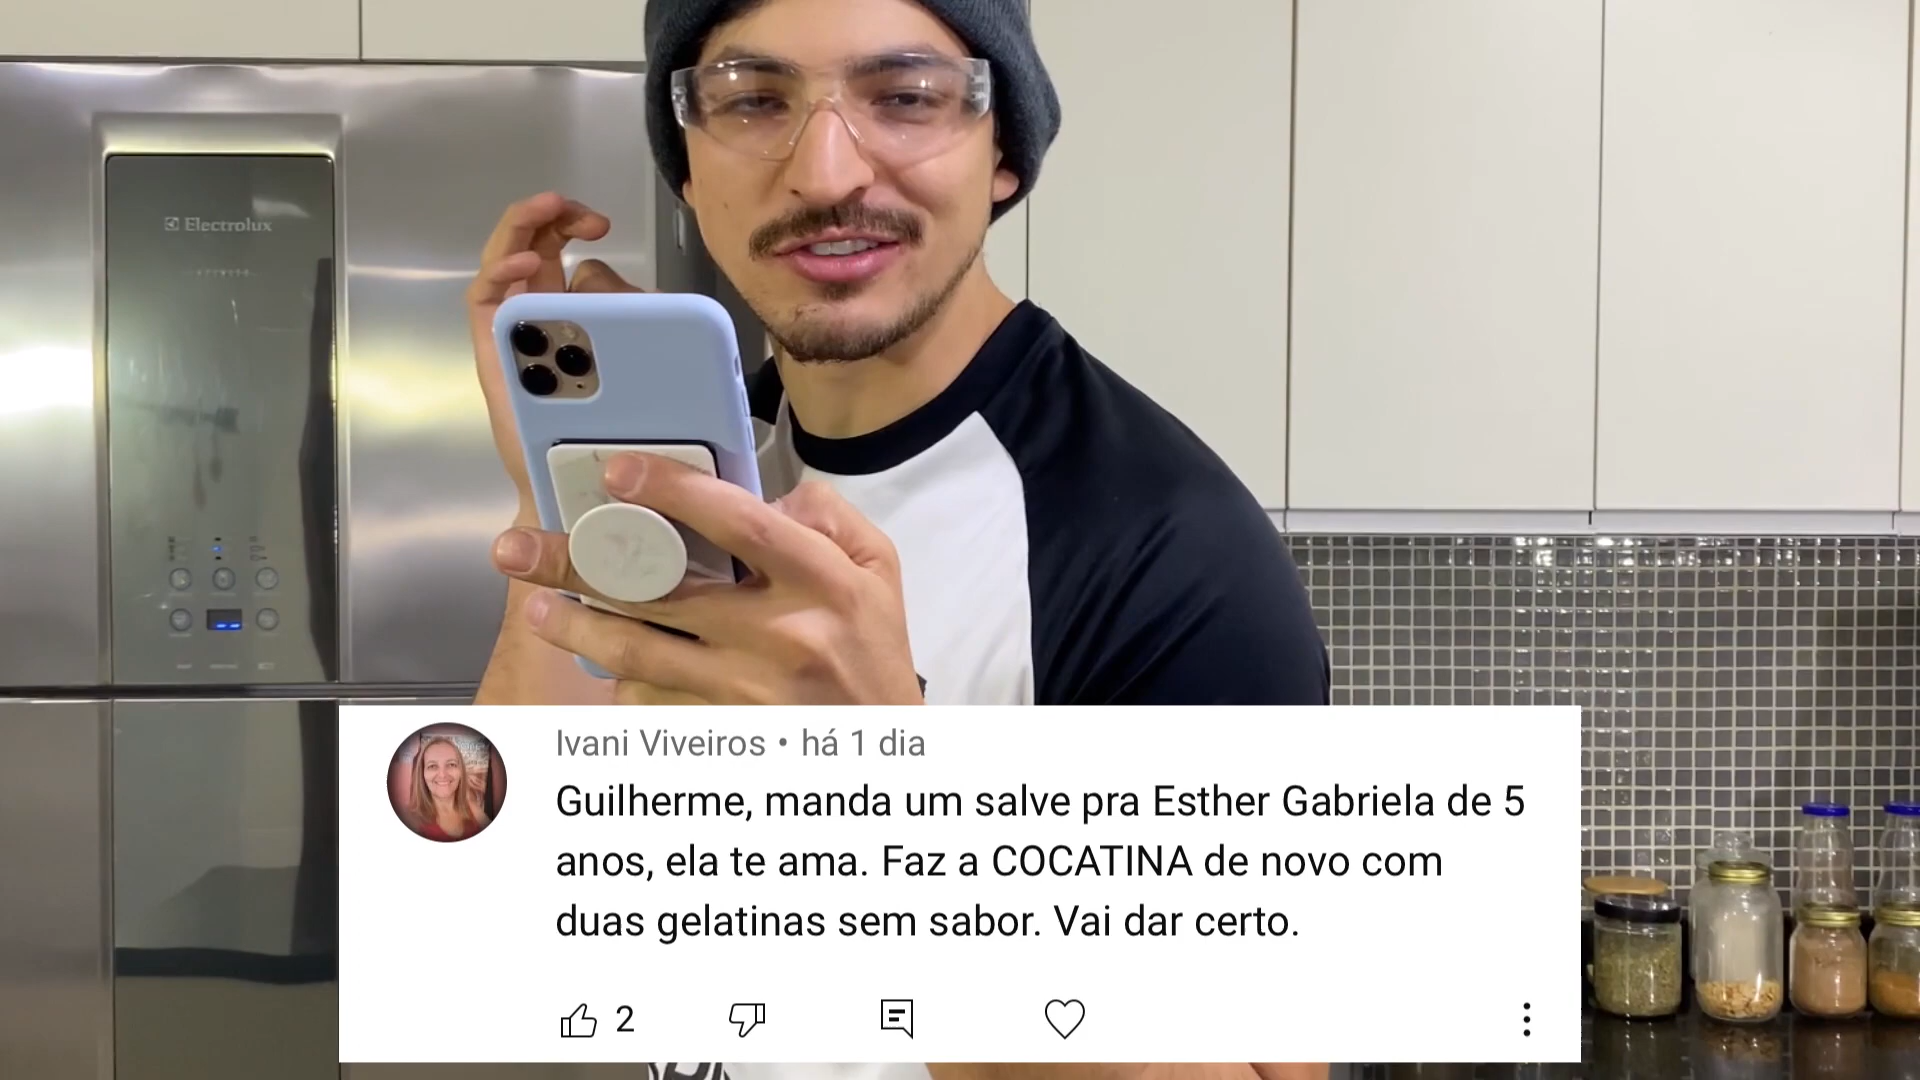 Electrolux
Ivani Viveiros • há 1 dia
Guilherme, manda um salve pra Esther Gabriela de 5
anos, ela te ama. Faz a COCATINA de novo com
duas gelatinas sem sabor. Vai dar certo.
2